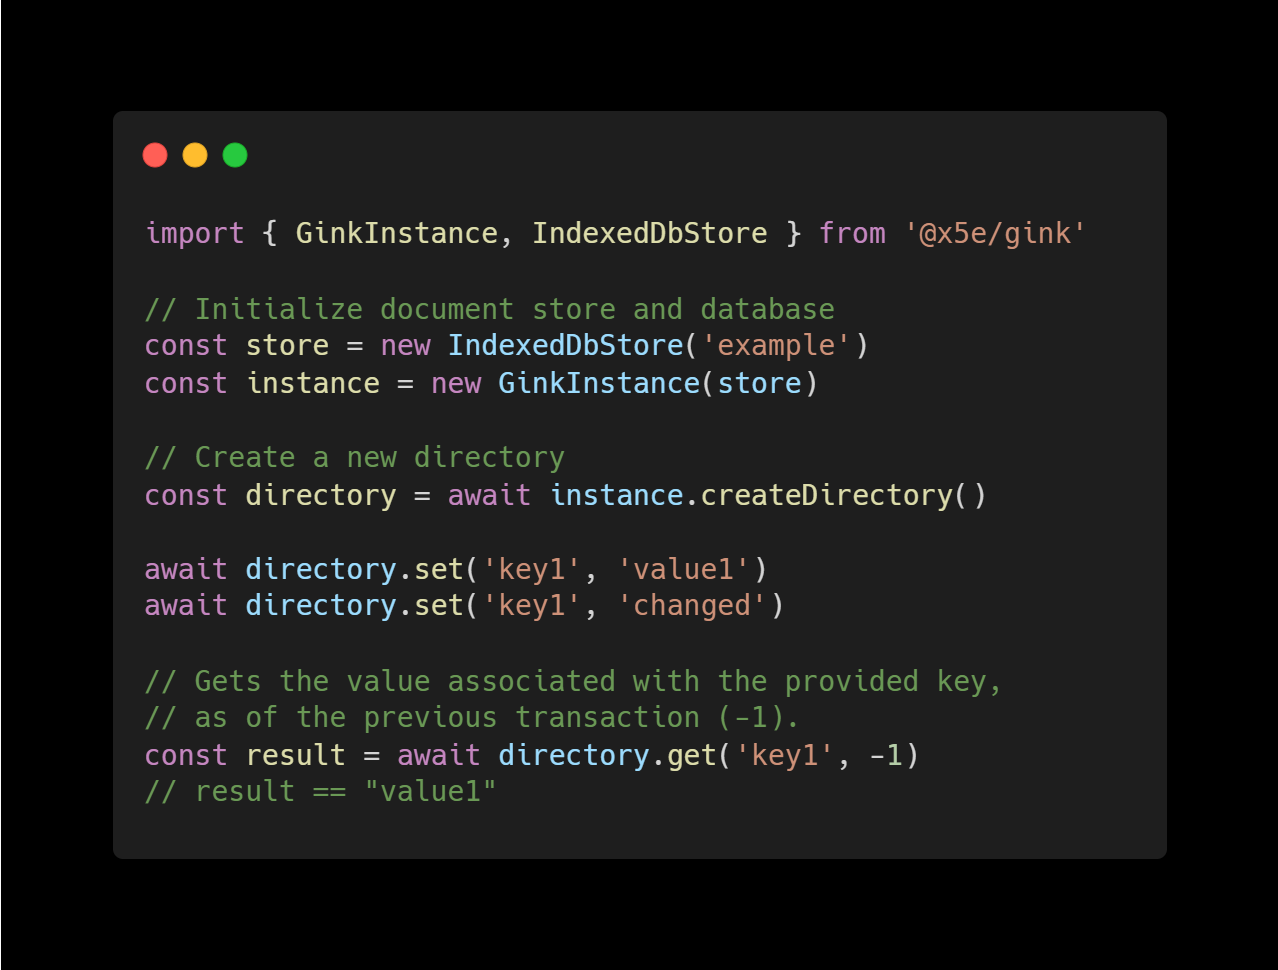 import { GinkInstance, IndexedDbStore } from '@x5e/gink'
// Initialize document store and database
const store = new IndexedDbStore('example')
const instance = new GinkInstance(store)
// Create a new directory
const directory = await instance.createDirectory()
await directory.set('key1', 'value1')
await directory.set('key1', 'changed')
// Gets the value associated with the provided key,
// as of the previous transaction (-1).
const result = await directory.get('key1', -1)
// result == "value1"